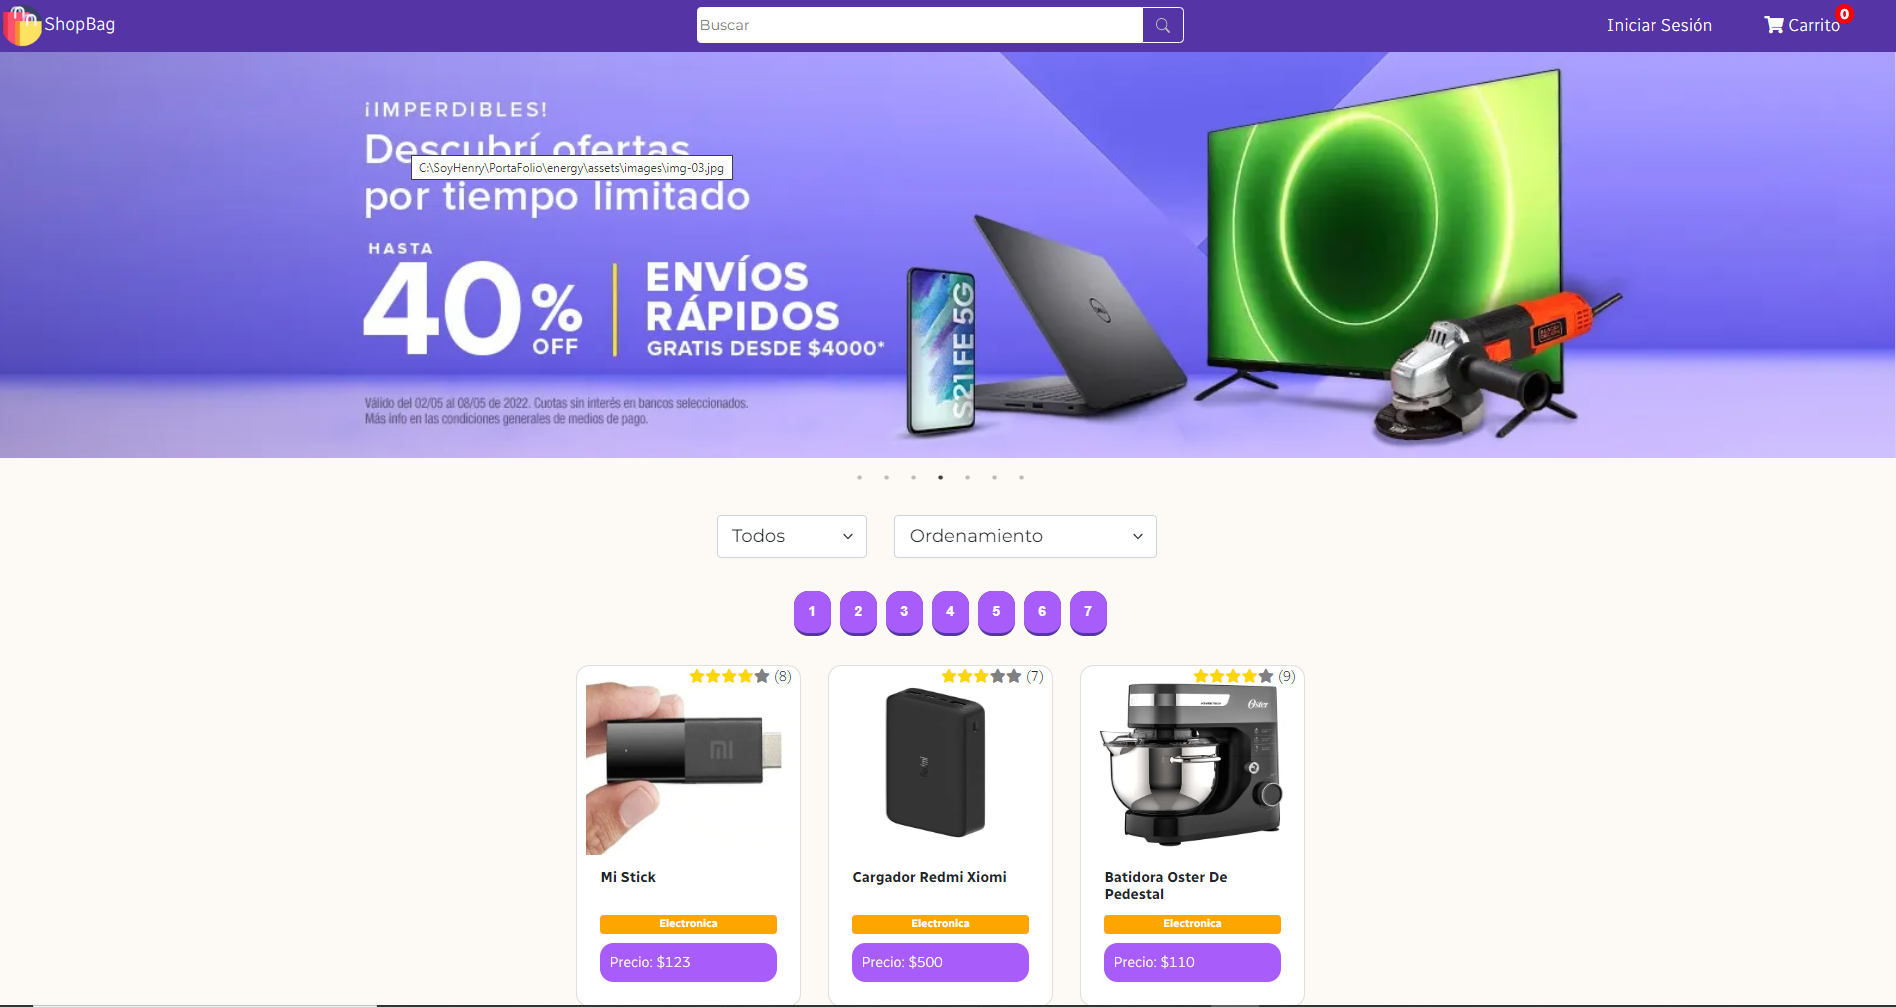 ShopBag
Buscar
Iniciar Sesión
Carrito
0
¡IMPERDIBLES!
Descubrí ofertas
C:\SoyHenry\PortaFolio\energy\assets\images\img-03.jpg
por tiempo limitado
HASTA
40% OFF
ENVÍOS
RÁPIDOS
GRATIS DESDE $4000*
Válido del 02/05 al 08/05 de 2022. Cuotas sin interés en bancos seleccionados.
Más info en las condiciones generales de medios de pago.
S21 FE 5G
DELL
Todos
Ordenamiento
1 2 3 4 5 6 7
(8)
mi
Mi Stick
Electronica
Precio: $123
(7)
Cargador Redmi Xiomi
Electronica
Precio: $500
(9)
Oster
Batidora Oster De
Pedestal
Electronica
Precio: $110